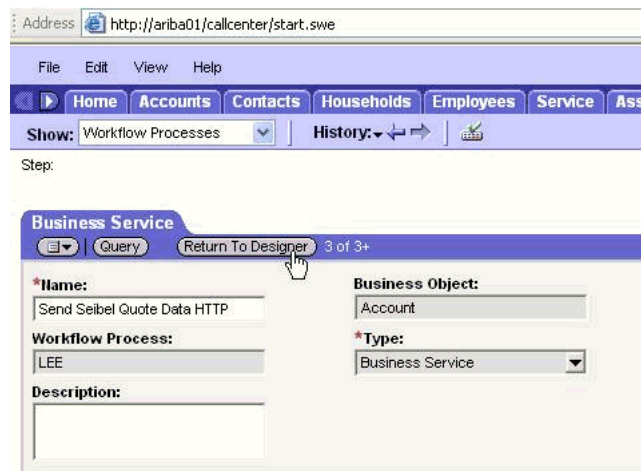 Address http://ariba01/callcenter/start.swe
File Edit View Help
Home Accounts Contacts Households Employees Service Ass
Show: Workflow Processes History:
Step:
Business Service
Query Return To Designer 3 of 3+
*Name: Business Object:
Send Seibel Quote Data HTTP Account
Workflow Process: *Type:
LEE Business Service
Description: